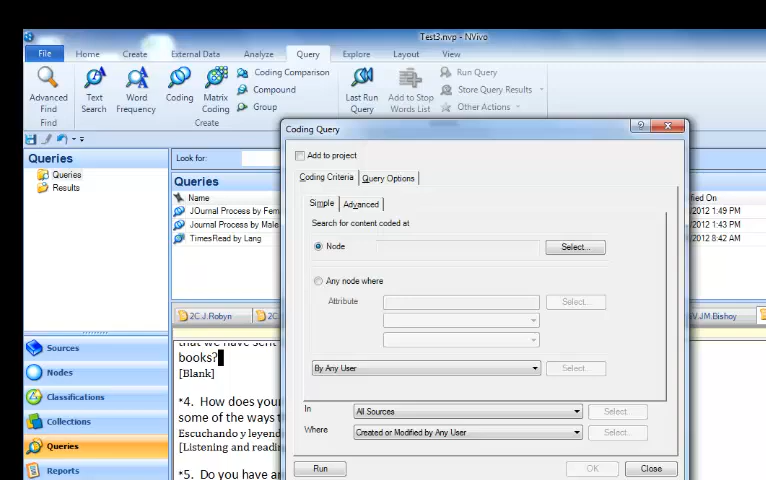 Test3.nvp - NVivo
File Home Create External Data Analyze Query Explore Layout View
Advanced Find Text Search Word Frequency Coding Matrix Coding Coding Comparison Compound Group Last Run Query Add to Stop Words List Run Query Store Query Results Other Actions
Find Create
Coding Query
Queries
Queries
Results
Look for:
Queries
Name
JOurnal Process by Fem
Journal Process by Male
TimesRead by Lang
ied On
/2012 1:49 PM
/2012 1:43 PM
/2012 8:42 AM
Add to project
Coding Criteria Query Options
Simple Advanced
Search for content coded at
Node Select...
Any node where
Attribute Select...
By Any User Select...
In All Sources Select...
Where Created or Modified by Any User Select...
Run OK Close
2C J.Robyn 2C V.JM.Bishoy
that we have sent
books?
[Blank]
*4. How does your
some of the ways t
Escuchando y leyend
[Listening and readin
*5. Do you have a
Sources
Nodes
Classifications
Collections
Queries
Reports